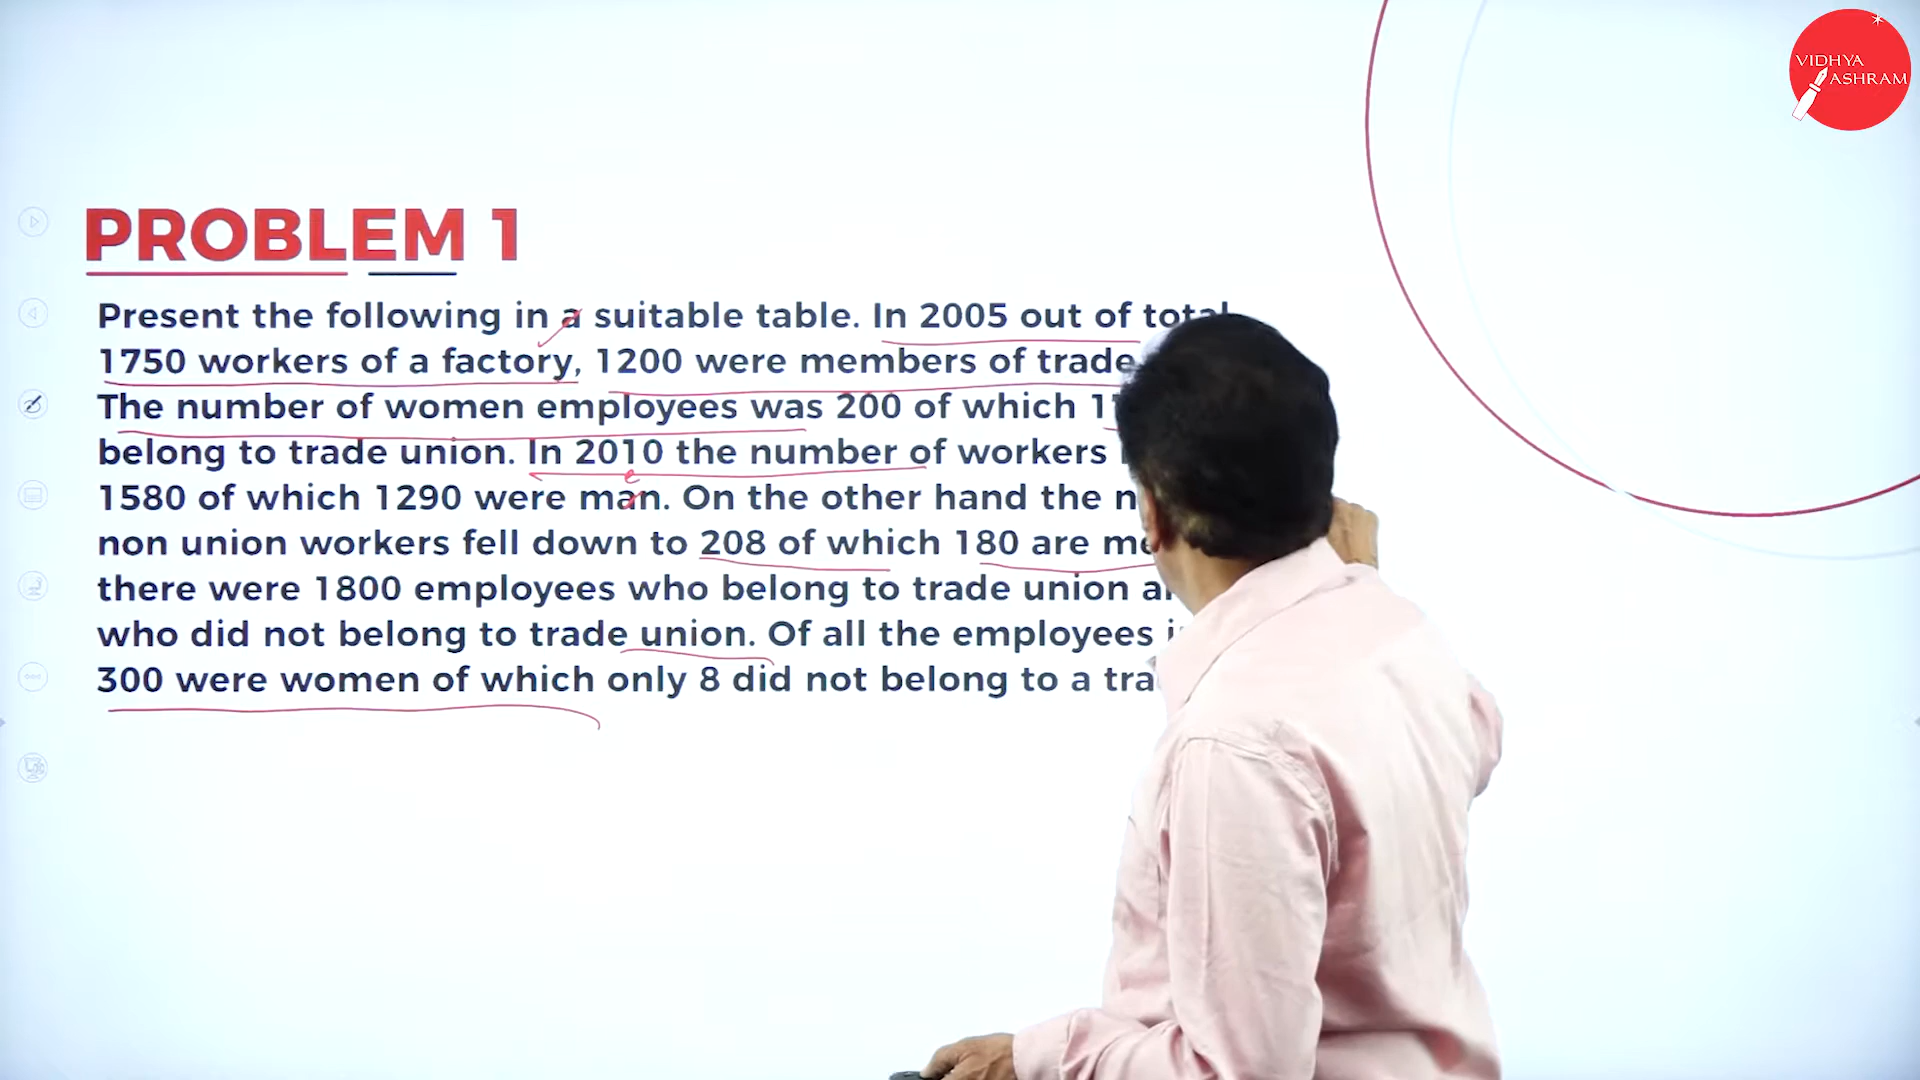 VIDHYA
ASHRAM
PROBLEM 1
Present the following in a suitable table. In 2005 out of total
1750 workers of a factory, 1200 were members of trade
The number of women employees was 200 of which
belong to trade union. In 2010 the number of workers
e
1580 of which 1290 were man. On the other hand the
non union workers fell down to 208 of which 180 are
there were 1800 employees who belong to trade union
who did not belong to trade union. Of all the employees
300 were women of which only 8 did not belong to a